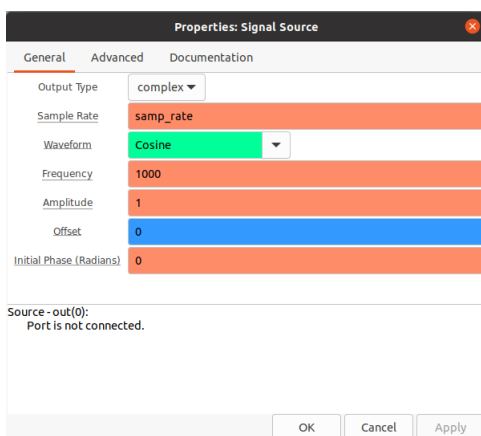 Properties: Signal Source
General Advanced Documentation
Output Type complex
Sample Rate samp_rate
Waveform Cosine
Frequency 1000
Amplitude 1
Offset 0
Initial Phase (Radians) 0
Source - out(0):
Port is not connected.
OK Cancel Apply